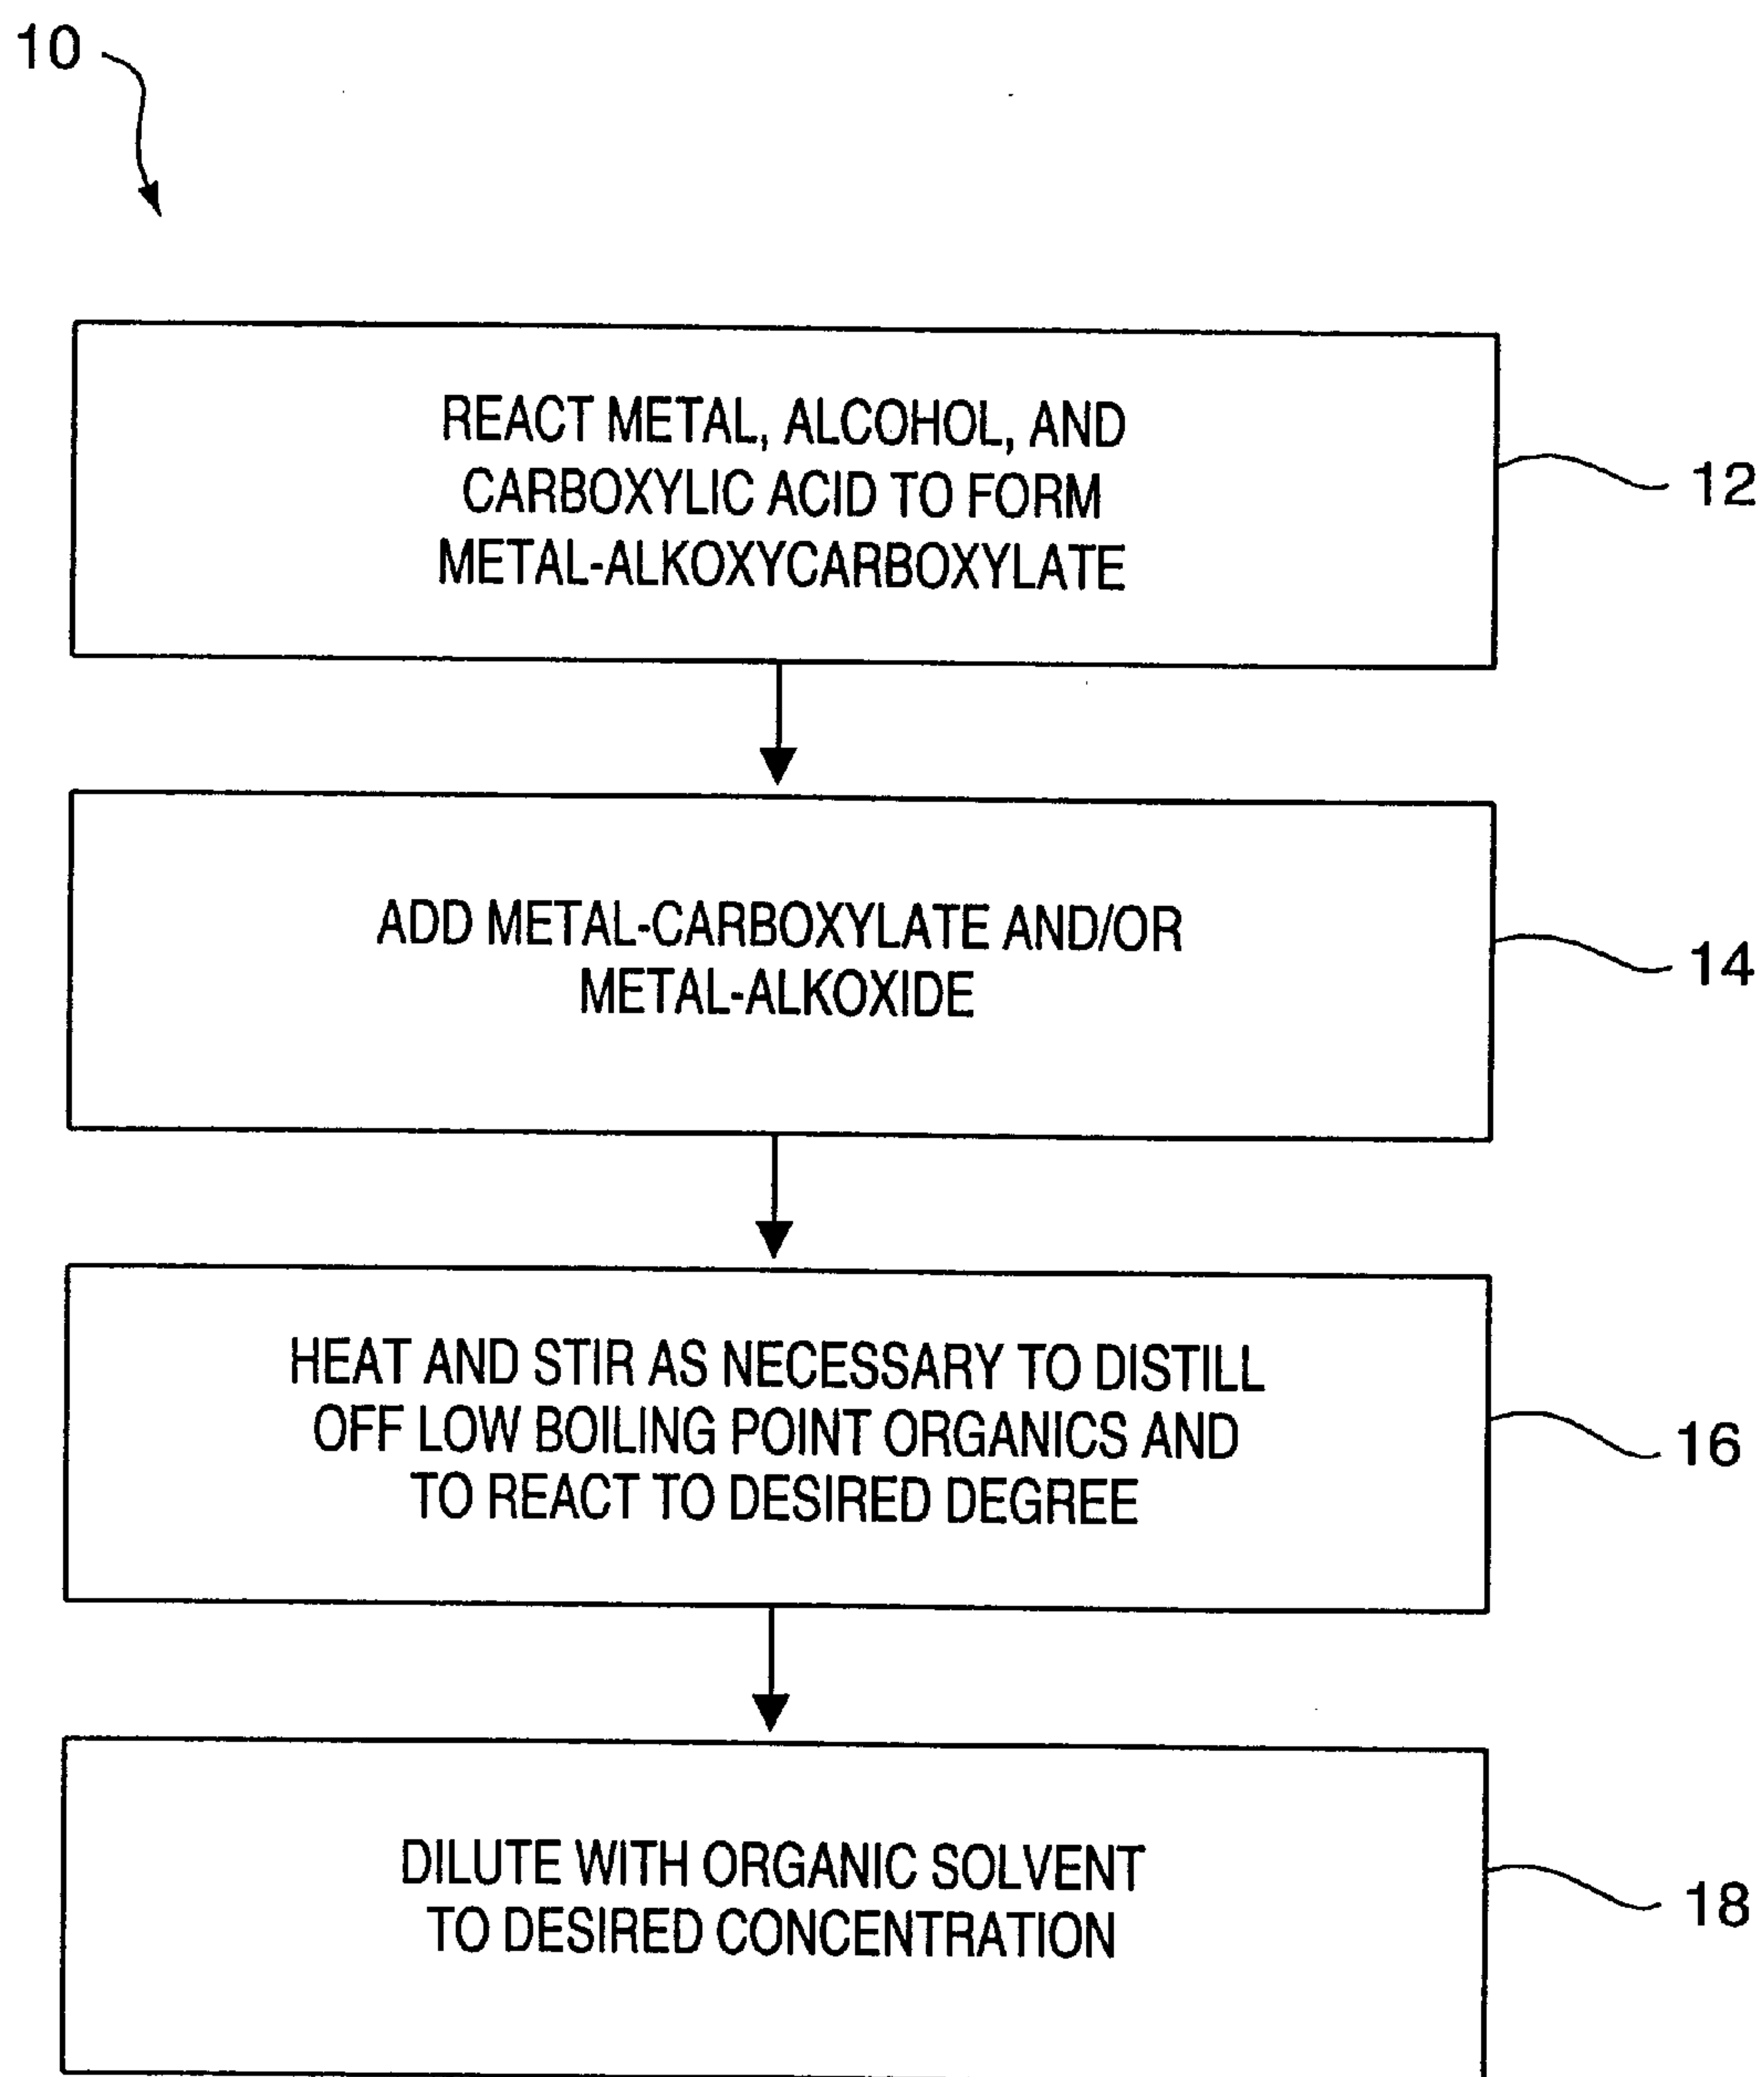 10
REACT METAL, ALCOHOL, AND
CARBOXYLIC ACID TO FORM
METAL-ALKOXYCARBOXYLATE
12
ADD METAL-CARBOXYLATE AND/OR
METAL-ALKOXIDE
14
HEAT AND STIR AS NECESSARY TO DISTILL
OFF LOW BOILING POINT ORGANICS AND
TO REACT TO DESIRED DEGREE
16
DILUTE WITH ORGANIC SOLVENT
TO DESIRED CONCENTRATION
18